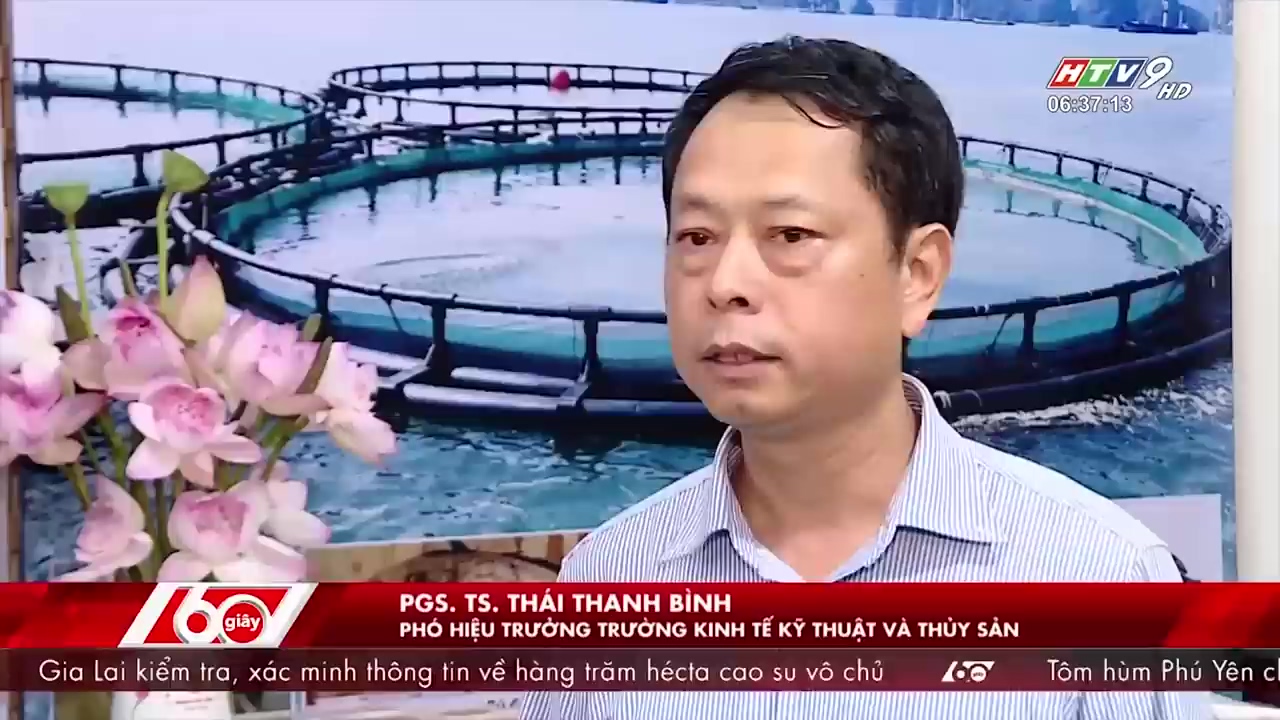 HTV9
HD
06:37:13
60
giây
PGS. TS. THÁI THANH BÌNH
PHÓ HIỆU TRƯỞNG TRƯỜNG KINH TẾ KỸ THUẬT VÀ THỦY SẢN
Gia Lai kiểm tra, xác minh thông tin về hàng trăm hécta cao su vô chủ 60 giây Tôm hùm Phú Yên